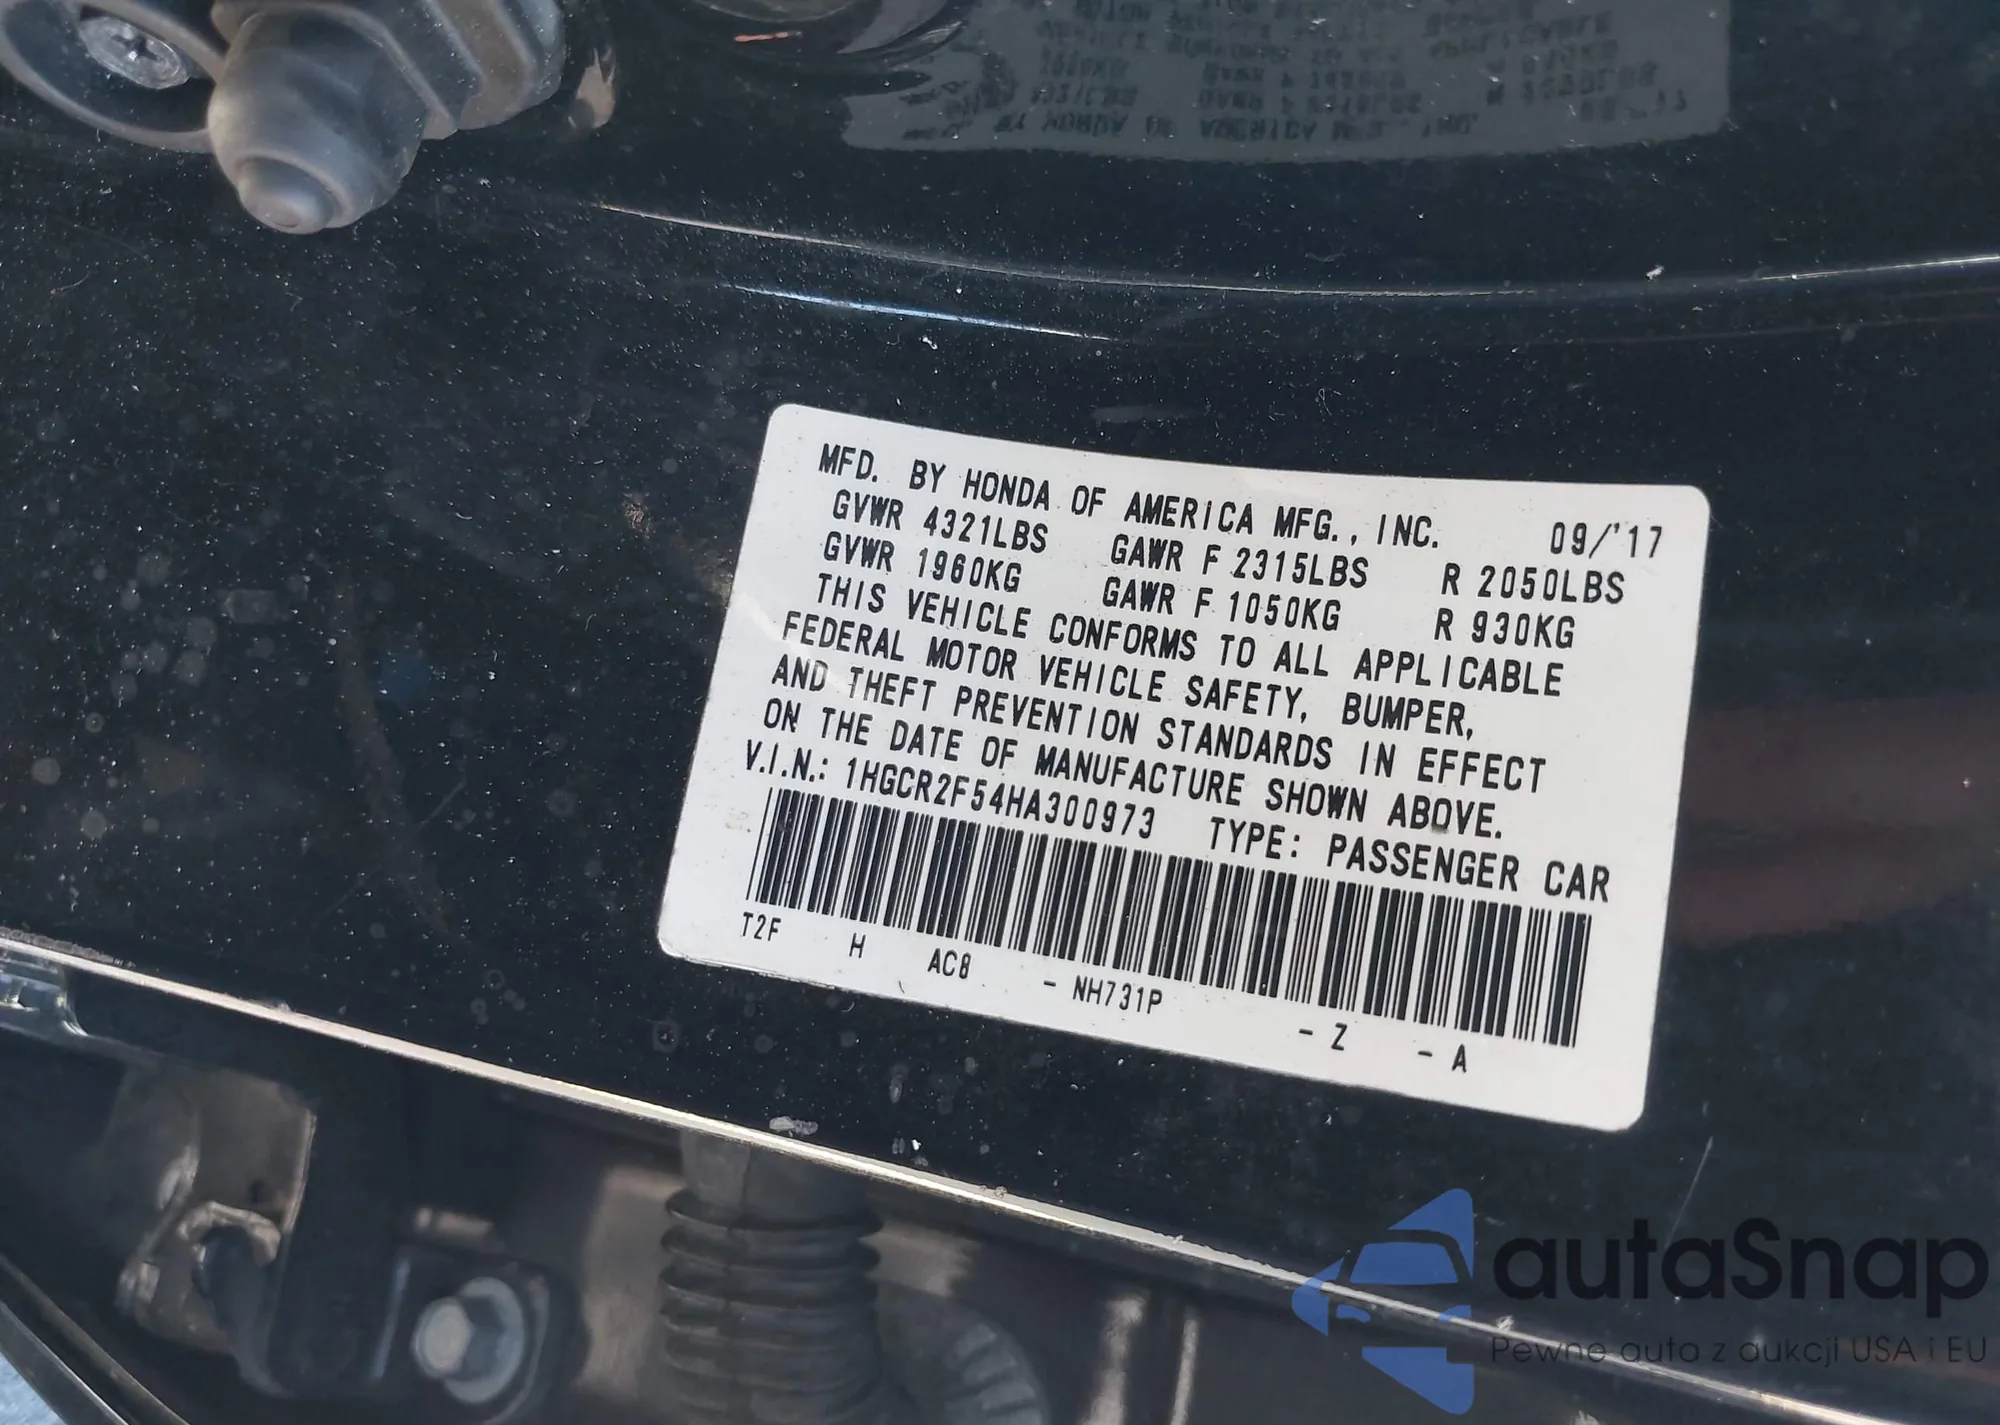 MFD. BY HONDA OF AMERICA MFG., INC. 09/'17
GVWR 4321LBS GAWR F 2315LBS R 2050LBS
GVWR 1960KG GAWR F 1050KG R 930KG
THIS VEHICLE CONFORMS TO ALL APPLICABLE
FEDERAL MOTOR VEHICLE SAFETY, BUMPER,
AND THEFT PREVENTION STANDARDS IN EFFECT
ON THE DATE OF MANUFACTURE SHOWN ABOVE.
V.I.N.: 1HGCR2F54HA300973 TYPE: PASSENGER CAR
T2F H AC8 - NH731P - Z - A
autaSnap
Pewne auta z aukcji USA i EU